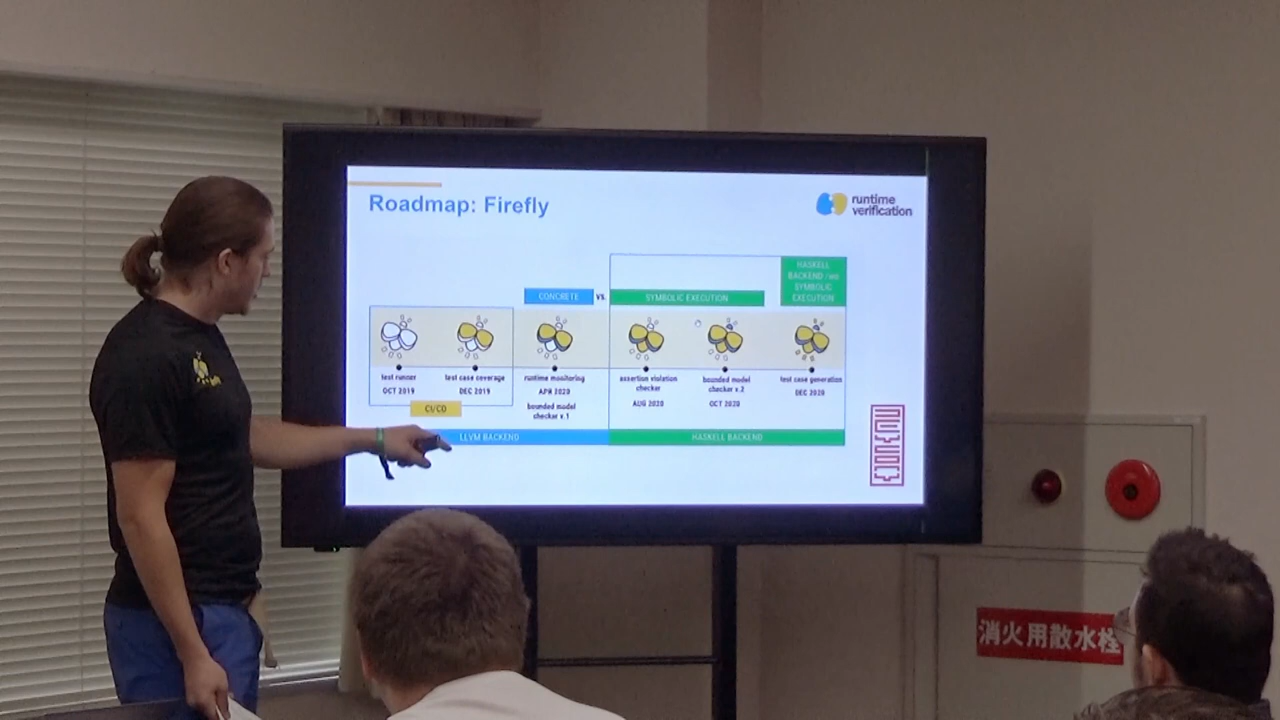 Roadmap: Firefly
runtime
verification
HASKELL
BACKEND /wo
SYMBOLIC
EXECUTION
CONCRETE
VS.
SYMBOLIC EXECUTION
test runner
OCT 2019
test case coverage
DEC 2019
runtime monitoring
APR 2020
bounded model
checker v.1
assertion violation
checker
AUG 2020
bounded model
checker v.2
OCT 2020
test case generation
DEC 2020
CI/CD
LLVM BACKEND
HASKELL BACKEND
消火用散水栓